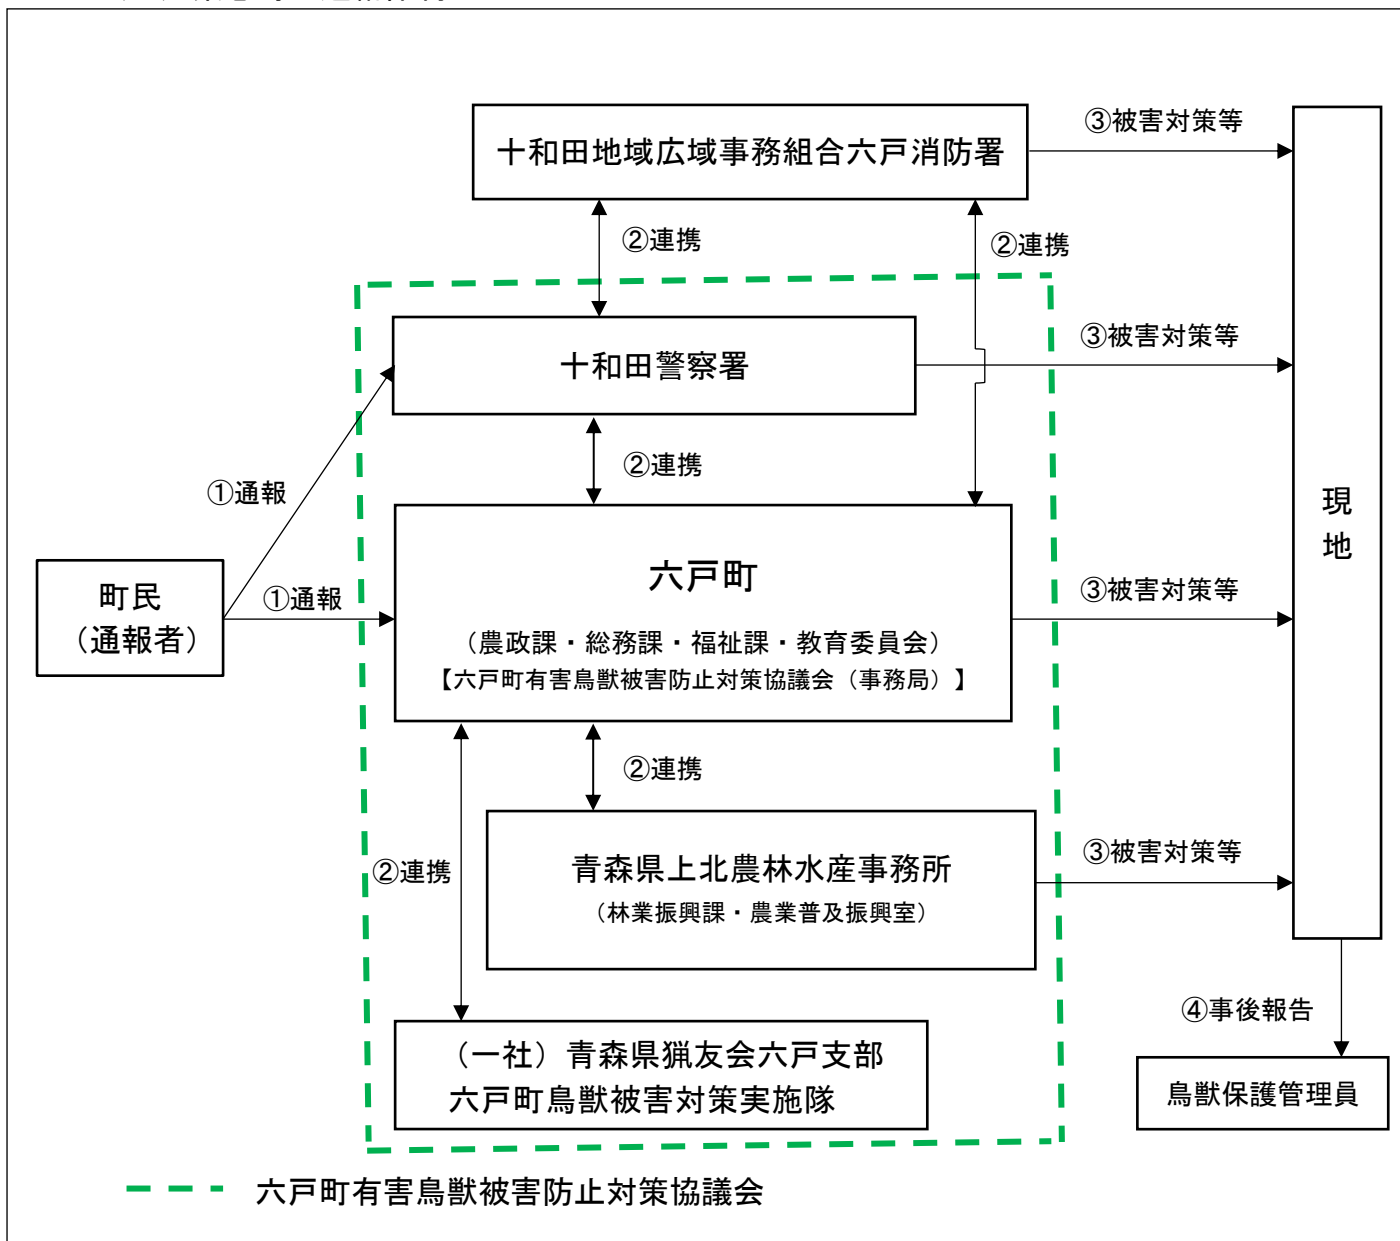 十和田地域広域事務組合六戸消防署
③被害対策等
②連携
②連携
十和田警察署
③被害対策等
②連携
①通報
現地
町民
（通報者）
①通報
六戸町
（農政課・総務課・福祉課・教育委員会）
【六戸町有害鳥獣被害防止対策協議会（事務局）】
③被害対策等
②連携
②連携
青森県上北農林水産事務所
（林業振興課・農業普及振興室）
③被害対策等
④事後報告
（一社）青森県猟友会六戸支部
六戸町鳥獣被害対策実施隊
鳥獣保護管理員
六戸町有害鳥獣被害防止対策協議会